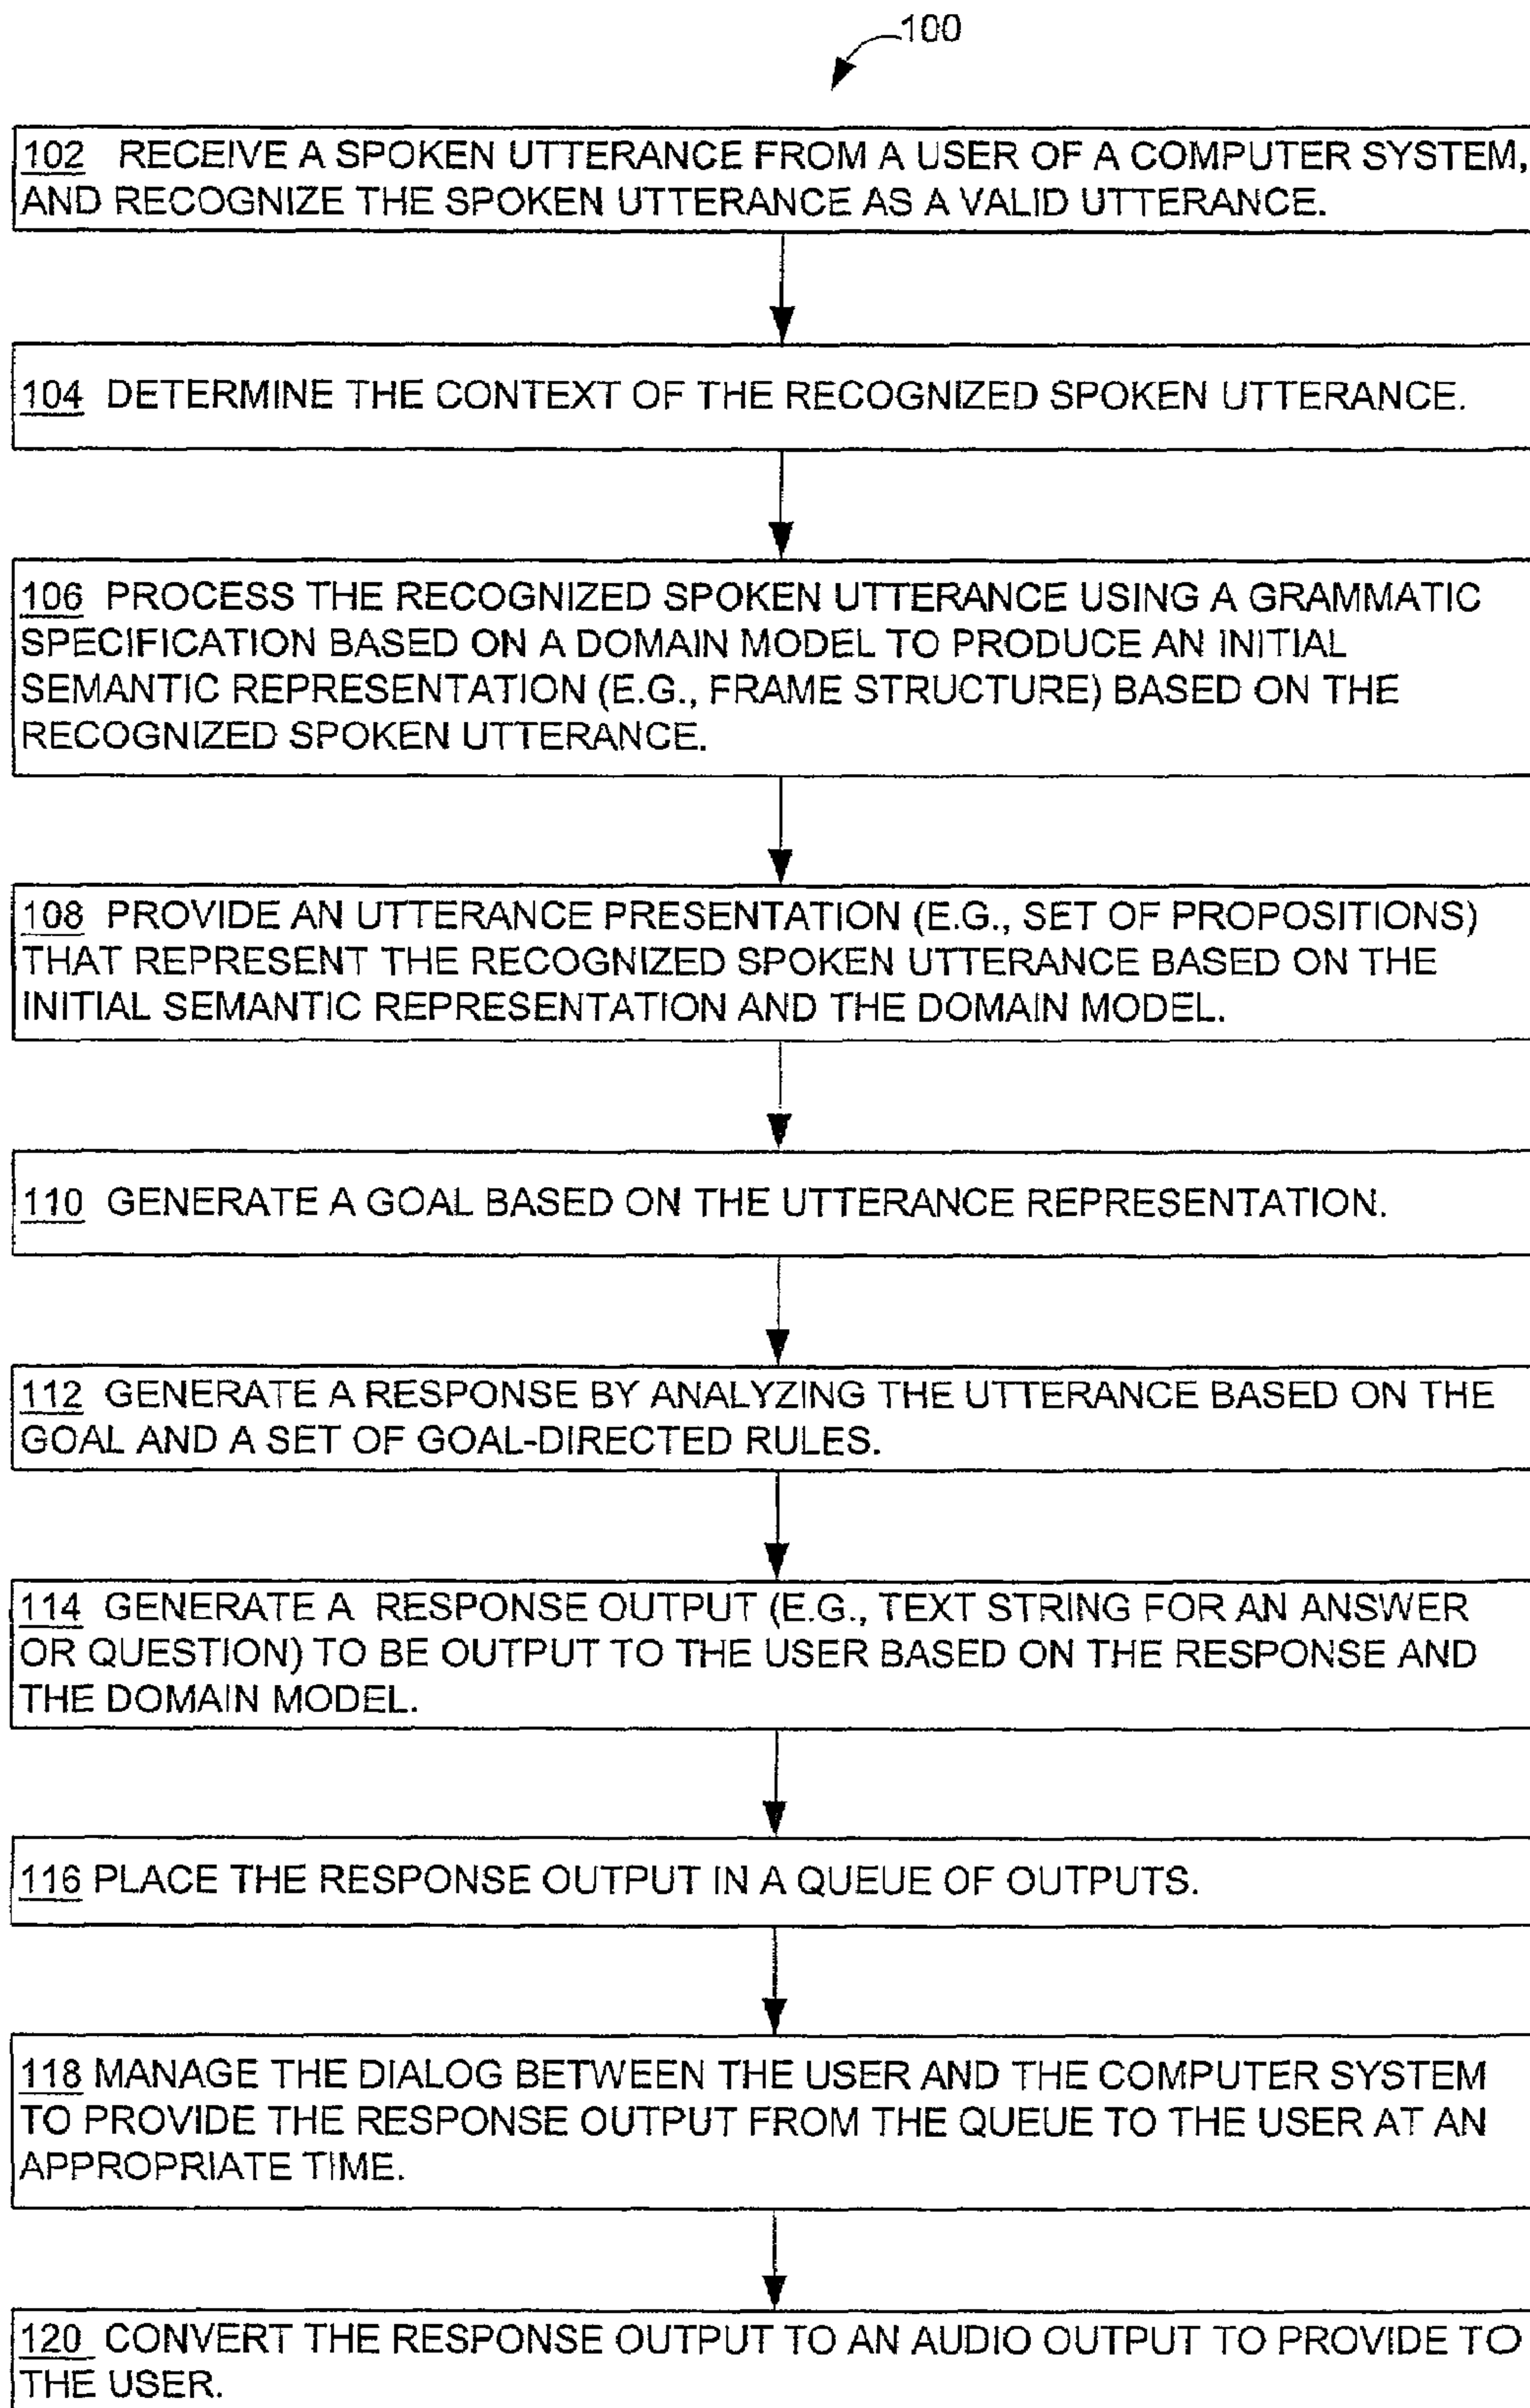 100
102 RECEIVE A SPOKEN UTTERANCE FROM A USER OF A COMPUTER SYSTEM,
AND RECOGNIZE THE SPOKEN UTTERANCE AS A VALID UTTERANCE.
104 DETERMINE THE CONTEXT OF THE RECOGNIZED SPOKEN UTTERANCE.
106 PROCESS THE RECOGNIZED SPOKEN UTTERANCE USING A GRAMMATIC
SPECIFICATION BASED ON A DOMAIN MODEL TO PRODUCE AN INITIAL
SEMANTIC REPRESENTATION (E.G., FRAME STRUCTURE) BASED ON THE
RECOGNIZED SPOKEN UTTERANCE.
108 PROVIDE AN UTTERANCE PRESENTATION (E.G., SET OF PROPOSITIONS)
THAT REPRESENT THE RECOGNIZED SPOKEN UTTERANCE BASED ON THE
INITIAL SEMANTIC REPRESENTATION AND THE DOMAIN MODEL.
110 GENERATE A GOAL BASED ON THE UTTERANCE REPRESENTATION.
112 GENERATE A RESPONSE BY ANALYZING THE UTTERANCE BASED ON THE
GOAL AND A SET OF GOAL-DIRECTED RULES.
114 GENERATE A RESPONSE OUTPUT (E.G., TEXT STRING FOR AN ANSWER
OR QUESTION) TO BE OUTPUT TO THE USER BASED ON THE RESPONSE AND
THE DOMAIN MODEL.
116 PLACE THE RESPONSE OUTPUT IN A QUEUE OF OUTPUTS.
118 MANAGE THE DIALOG BETWEEN THE USER AND THE COMPUTER SYSTEM
TO PROVIDE THE RESPONSE OUTPUT FROM THE QUEUE TO THE USER AT AN
APPROPRIATE TIME.
120 CONVERT THE RESPONSE OUTPUT TO AN AUDIO OUTPUT TO PROVIDE TO
THE USER.